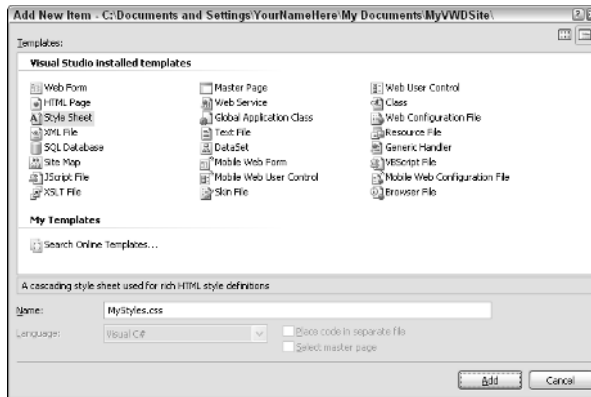 Add New Item - C:\Documents and Settings\YourNameHere\My Documents\MyVWDSite\
Templates:
Visual Studio installed templates
Web Form
Master Page
Web User Control
HTML Page
Web Service
Class
Style Sheet
Global Application Class
Web Configuration File
XML File
Text File
Resource File
SQL Database
DataSet
Generic Handler
Site Map
Mobile Web Form
VBScript File
JScript File
Mobile Web User Control
Mobile Web Configuration File
XSLT File
Skin File
Browser File
My Templates
Search Online Templates...
A cascading style sheet used for rich HTML style definitions
Name: MyStyles.css
Language: Visual C# Place code in separate file
Select master page
Add Cancel